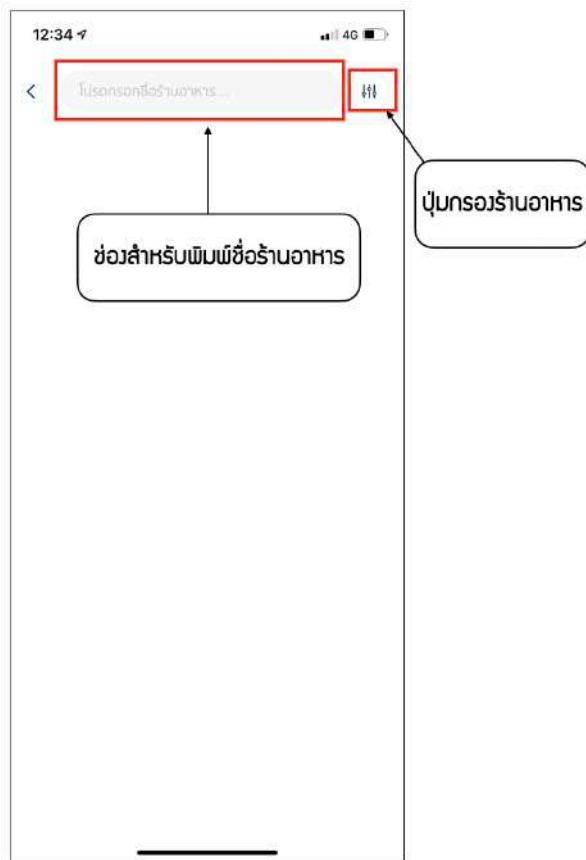 12:34
4G
โปรดกรอกชื่อร้านอาหาร...
ปุ่มกรองร้านอาหาร
ช่องสำหรับพิมพ์ชื่อร้านอาหาร